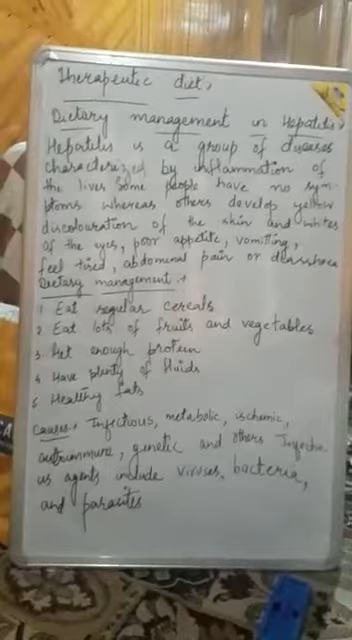 Therapeutic diet,
Dietary management in Hepatitis,
Hepatitis is a group of diseases
characterized by inflammation of
the liver. Some people have no sym-
ptoms whereas others develop yellow
discolouration of the skin and whites
of the eyes, poor appetite, vomitting,
feel tired, abdominal pain or diarrhoea
Dietary management:
1 Eat regular cereals
2 Eat lots of fruits and vegetables
3. Get enough protein
4 Have plenty of fluids
5 Healthy fats
Causes: Infectious, metabolic, ischemic,
autoimmune, genetic and others Infectio
us agents include viruses, bacteria,
and parasites